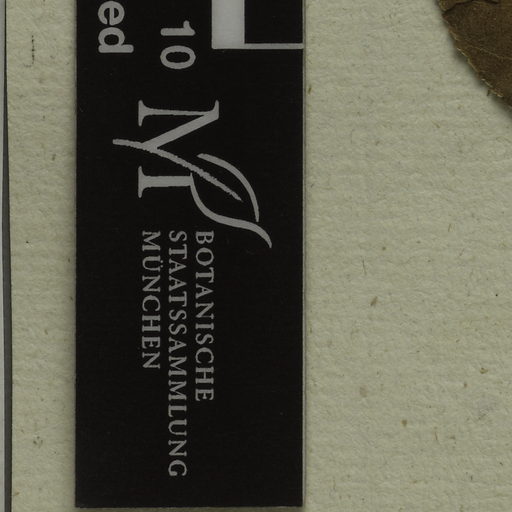 10
ed
M
BOTANISCHE
STAATSSAMMLUNG
MÜNCHEN